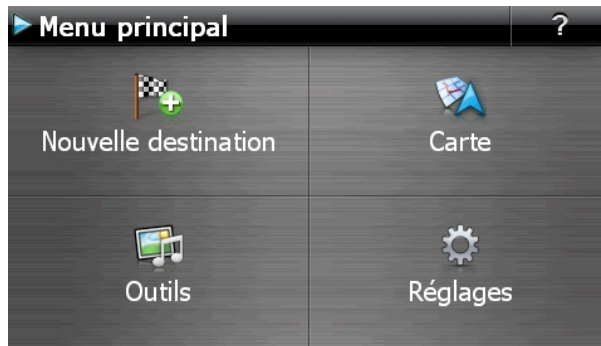 Menu principal
?
Nouvelle destination
Carte
Outils
Réglages